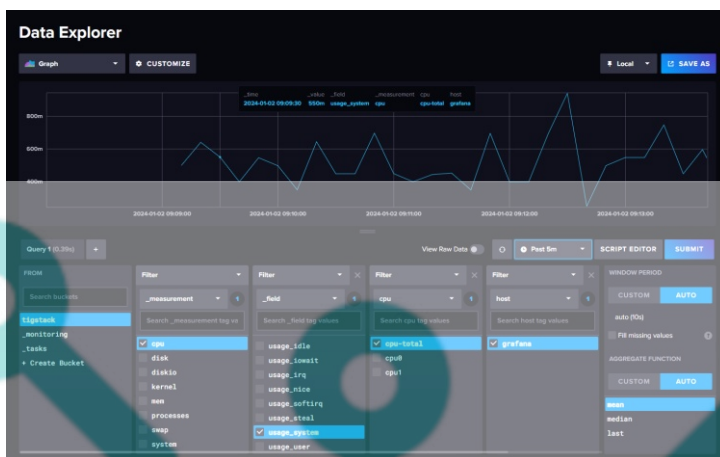 Data Explorer
Graph
CUSTOMIZE
Local
SAVE AS
_time _value _field _measurement cpu host
2024-01-02 09:09:30 550m usage_system cpu cpu-total grafana
800m
600m
400m
2024-01-02 09:09:00 2024-01-02 09:10:00 2024-01-02 09:11:00 2024-01-02 09:12:00 2024-01-02 09:13:00
Query 1 (0.39s) +
View Raw Data
Past 5m
SCRIPT EDITOR
SUBMIT
FROM
Search buckets
tigstack
_monitoring
_tasks
+ Create Bucket
Filter
_measurement 1
Search _measurement tag va
cpu
disk
diskio
kernel
mem
processes
swap
system
Filter
_field 1
Search _field tag values
usage_idle
usage_iowait
usage_irq
usage_nice
usage_softirq
usage_steal
usage_system
usage_user
Filter
cpu 1
Search cpu tag values
cpu-total
cpu0
cpu1
Filter
host 1
Search host tag values
grafana
WINDOW PERIOD
CUSTOM AUTO
auto (10s)
Fill missing values ?
AGGREGATE FUNCTION
CUSTOM AUTO
mean
median
last